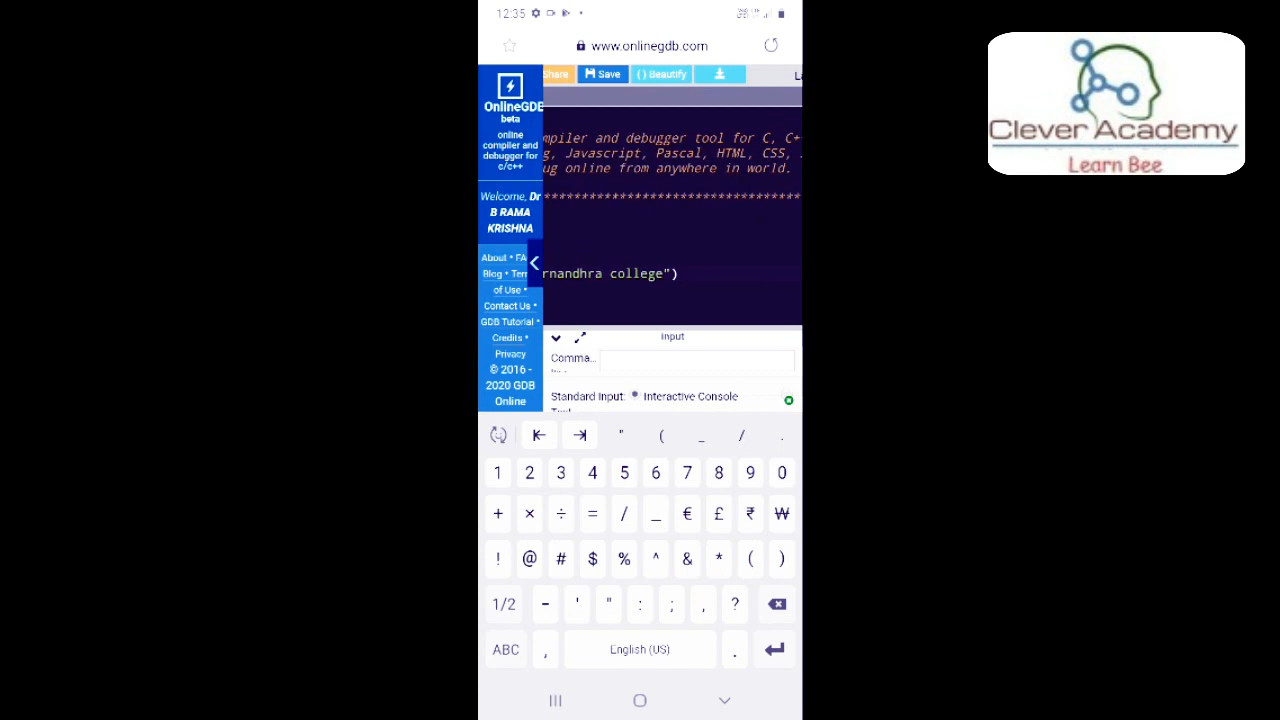 12:35
www.onlinegdb.com
Share
Save
{ } Beautify
La
OnlineGDB
beta
online
compiler and
debugger for
c/c++
mpiler and debugger tool for C, C+
g, Javascript, Pascal, HTML, CSS,
ug online from anywhere in world.
***********************************
Welcome, Dr
B RAMA
KRISHNA
rnandhra college")
About • FA
Blog • Term
of Use •
Contact Us •
GDB Tutorial •
Credits •
Privacy
© 2016 -
2020 GDB
Online
input
Comma...
Standard Input:
Interactive Console
" ( _ / .
1 2 3 4 5 6 7 8 9 0
+ × ÷ = / _ € £ ₹ ₩
! @ # $ % ^ & * ( )
1/2 - ' " : ; , ?
ABC , English (US) .
Clever Academy
Learn Bee